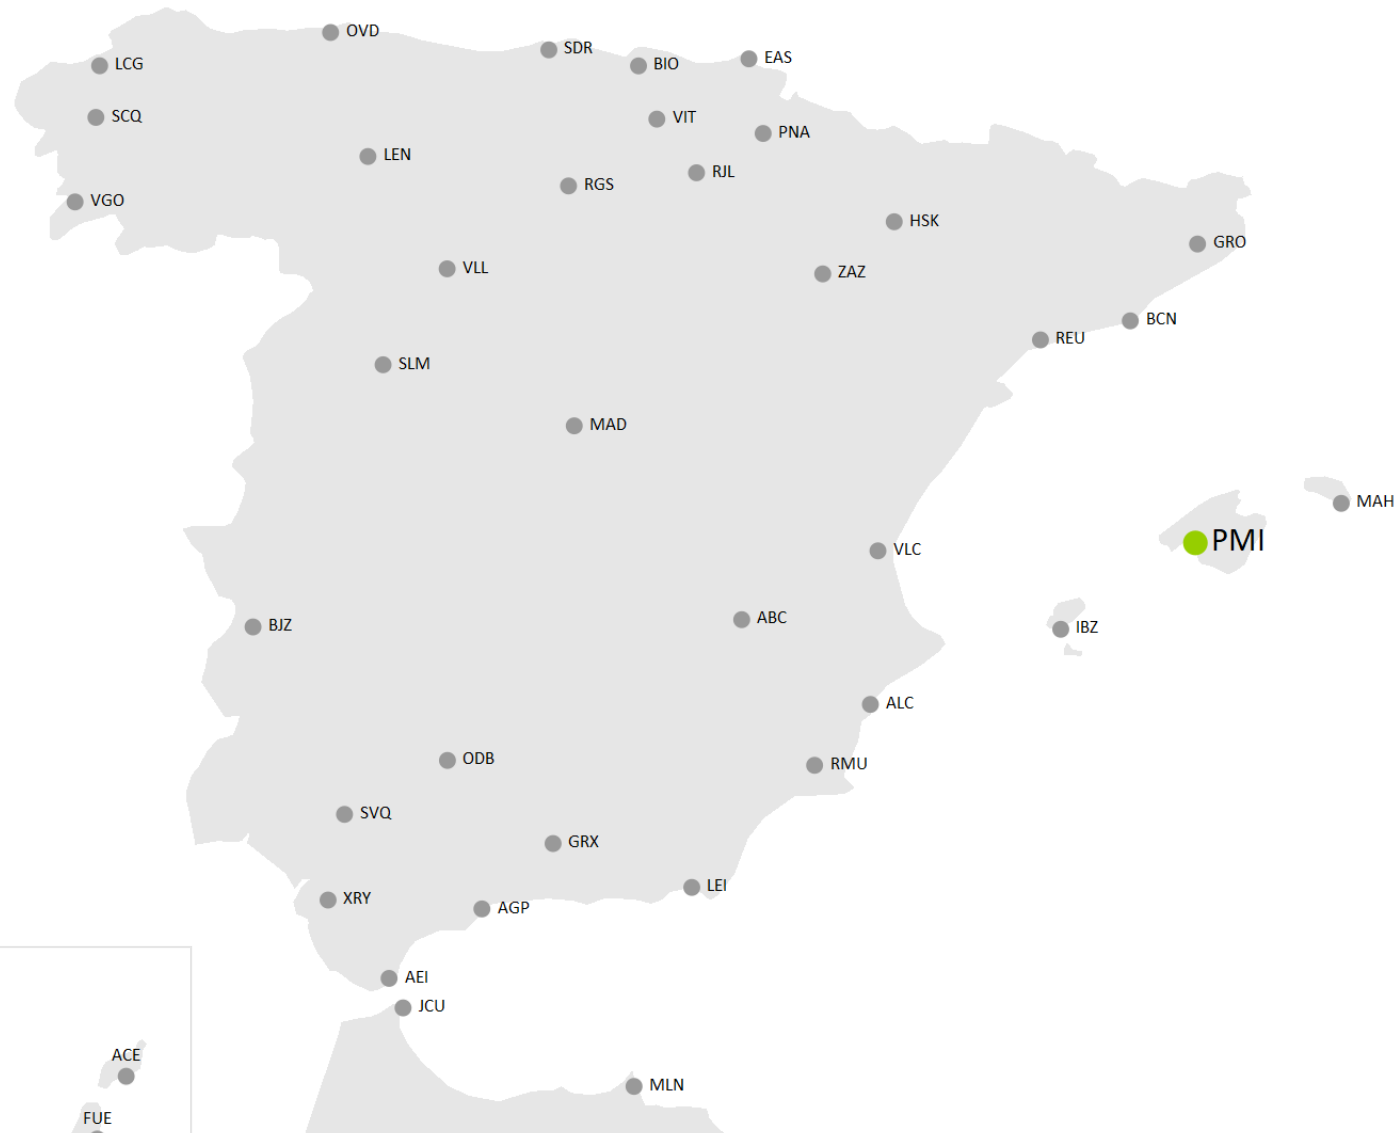 OVD
SDR
EAS
LCG
BIO
SCQ
VIT
PNA
LEN
RJL
RGS
VGO
HSK
GRO
VLL
ZAZ
BCN
REU
SLM
MAD
MAH
PMI
VLC
ABC
BJZ
IBZ
ALC
ODB
RMU
SVQ
GRX
LEI
XRY
AGP
AEI
JCU
ACE
MLN
FUE